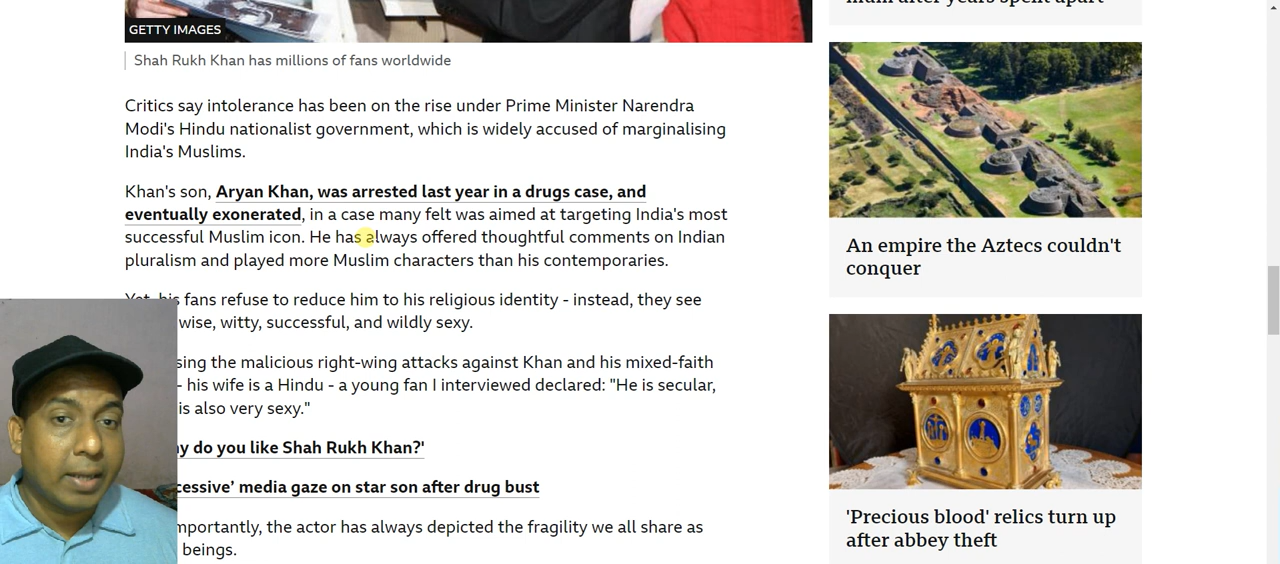 GETTY IMAGES
Shah Rukh Khan has millions of fans worldwide
Critics say intolerance has been on the rise under Prime Minister Narendra
Modi's Hindu nationalist government, which is widely accused of marginalising
India's Muslims.
Khan's son, Aryan Khan, was arrested last year in a drugs case, and
eventually exonerated, in a case many felt was aimed at targeting India's most
successful Muslim icon. He has always offered thoughtful comments on Indian
pluralism and played more Muslim characters than his contemporaries.
Yet, his fans refuse to reduce him to his religious identity - instead, they see
wise, witty, successful, and wildly sexy.
the malicious right-wing attacks against Khan and his mixed-faith
- his wife is a Hindu - a young fan I interviewed declared: "He is secular,
is also very sexy."
do you like Shah Rukh Khan?'
media gaze on star son after drug bust
the actor has always depicted the fragility we all share as
beings.
An empire the Aztecs couldn't
conquer
'Precious blood' relics turn up
after abbey theft